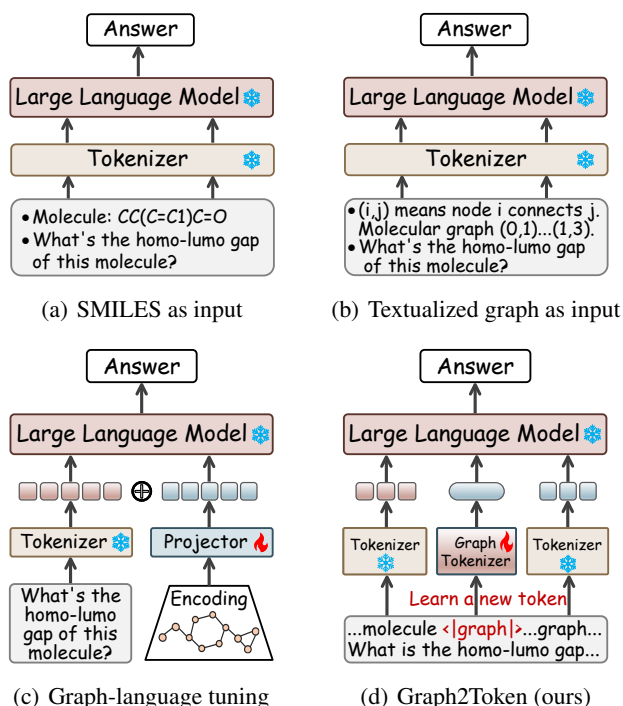 Answer
Large Language Model
Tokenizer
• Molecule: CC(C=C1)C=O
• What's the homo-lumo gap
of this molecule?
(a) SMILES as input
Answer
Large Language Model
Tokenizer
• (i,j) means node i connects j.
Molecular graph (0,1)...(1,3).
• What's the homo-lumo gap
of this molecule?
(b) Textualized graph as input
Answer
Large Language Model
Tokenizer
Projector
What's the
homo-lumo
gap of this
molecule?
Encoding
(c) Graph-language tuning
Answer
Large Language Model
Tokenizer
Graph
Tokenizer
Tokenizer
Learn a new token
...molecule <|graph|>...graph...
What is the homo-lumo gap...
(d) Graph2Token (ours)